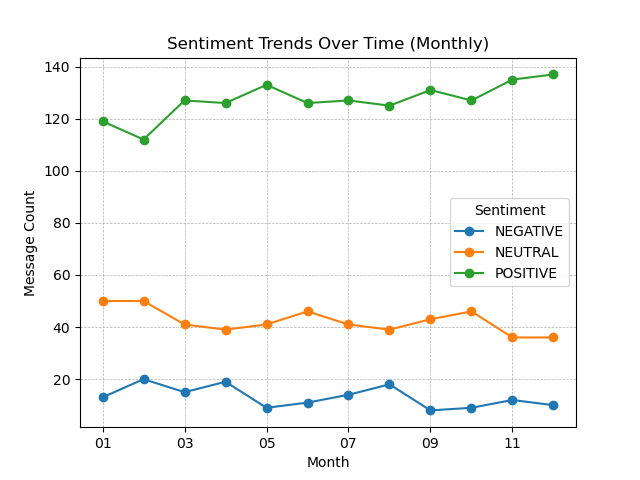 Sentiment Trends Over Time (Monthly)
140
120
100
80
60
40
20
Message Count
Sentiment
NEGATIVE
NEUTRAL
POSITIVE
01 03 05 07 09 11
Month